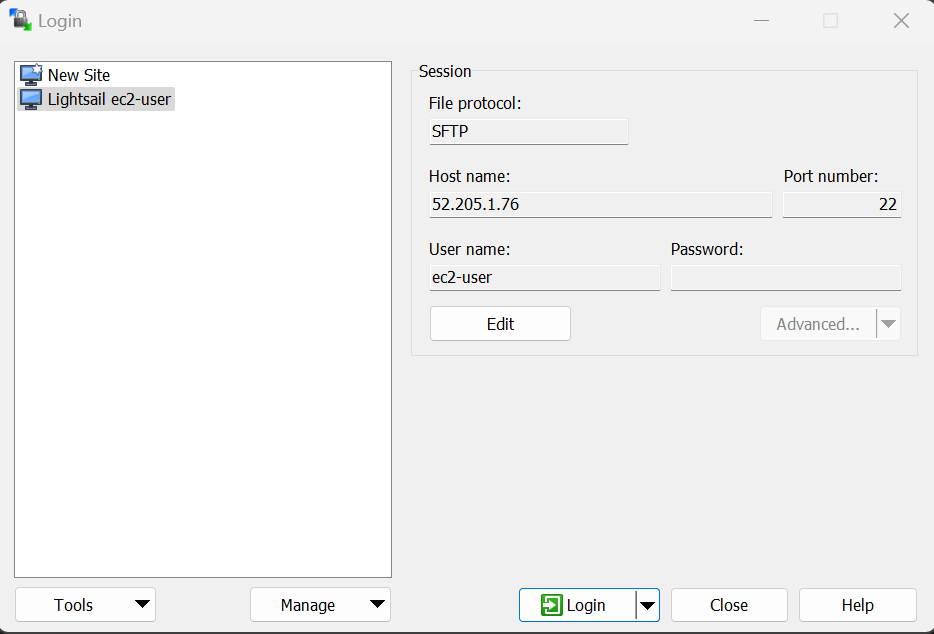 Login
New Site
Lightsail ec2-user
Session
File protocol:
SFTP
Host name:
Port number:
52.205.1.76
22
User name:
Password:
ec2-user
Edit
Advanced...
Tools
Manage
Login
Close
Help